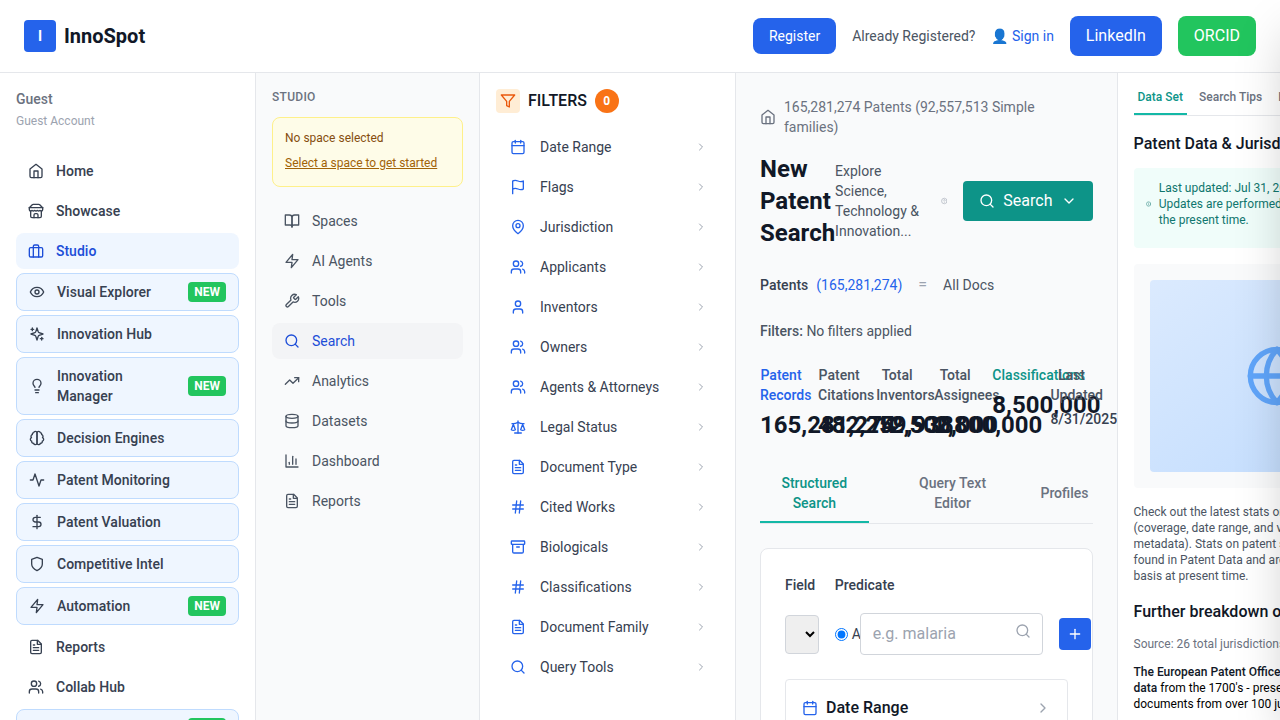 I InnoSpot
Register
Already Registered?
👤 Sign in
LinkedIn
ORCID
Guest
Guest Account
Home
Showcase
Studio
Visual Explorer NEW
Innovation Hub
Innovation
Manager NEW
Decision Engines
Patent Monitoring
Patent Valuation
Competitive Intel
Automation NEW
Reports
Collab Hub
STUDIO
No space selected
Select a space to get started
Spaces
AI Agents
Tools
Search
Analytics
Datasets
Dashboard
Reports
FILTERS 0
Date Range
Flags
Jurisdiction
Applicants
Inventors
Owners
Agents & Attorneys
Legal Status
Document Type
Cited Works
Biologicals
Classifications
Document Family
Query Tools
165,281,274 Patents (92,557,513 Simple
families)
New
Patent
Search
Explore
Science,
Technology &
Innovation...
Search
Patents (165,281,274) = All Docs
Filters: No filters applied
Patent
Records
Patent
Citations
Total
Inventors
Total
Assignees
Classifications
8,500,000
Last
Updated
8/31/2025
Structured
Search
Query Text
Editor
Profiles
Field
Predicate
e.g. malaria
+
Date Range
Data Set
Search Tips
Patent Data & Jurisd
Last updated: Jul 31, 2
Updates are performed
the present time.
Check out the latest stats o
(coverage, date range, and v
metadata). Stats on patent
found in Patent Data and ar
basis at present time.
Further breakdown o
Source: 26 total jurisdiction
The European Patent Office
data from the 1700's - prese
documents from over 100 ju